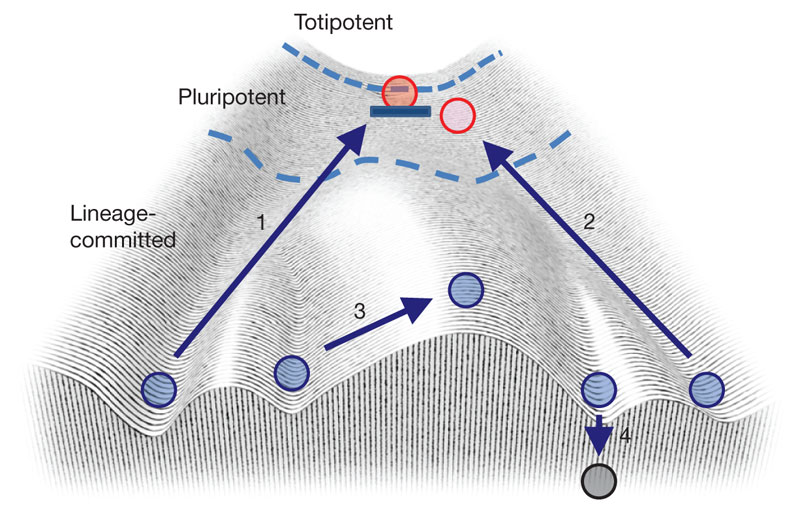 Totipotent
Pluripotent
Lineage-
committed
1
2
3
4